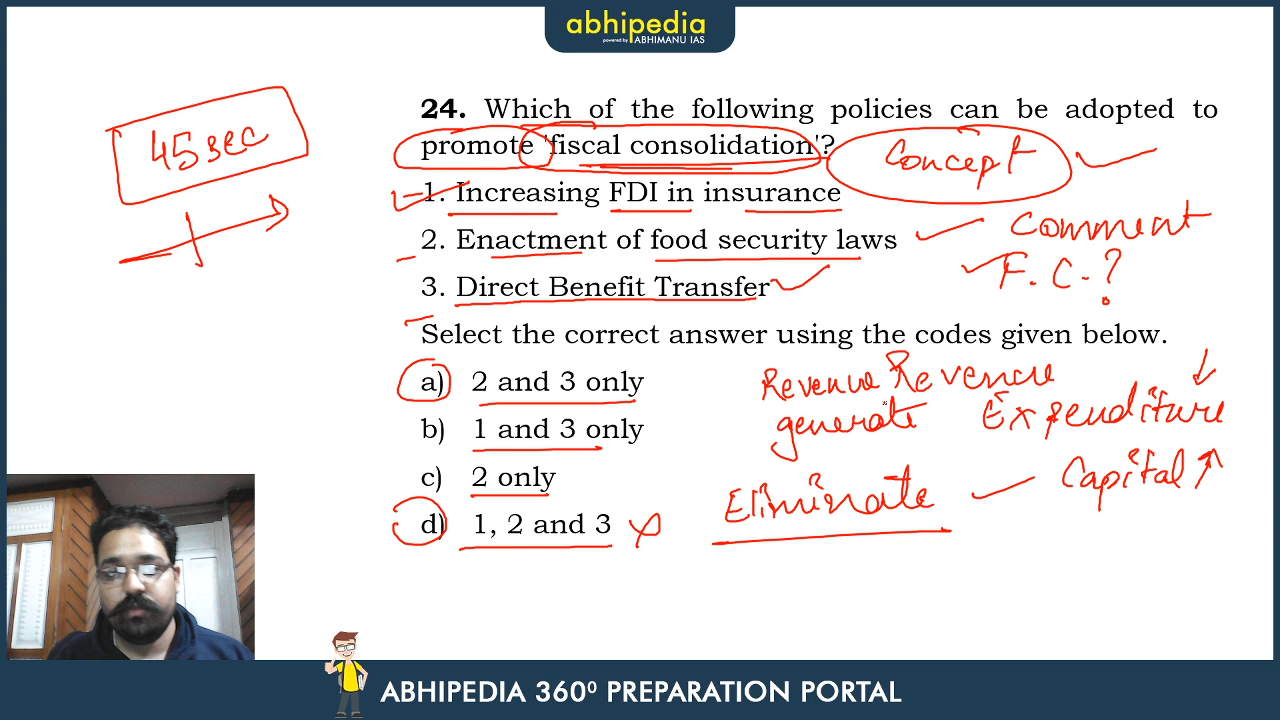 abhipedia
powered by ABHIMANU IAS
45 sec
24. Which of the following policies can be adopted to
promote 'fiscal consolidation'?
Concept
1. Increasing FDI in insurance
2. Enactment of food security laws
Comment
F.C.?
3. Direct Benefit Transfer
Select the correct answer using the codes given below.
a) 2 and 3 only
b) 1 and 3 only
c) 2 only
d) 1, 2 and 3
Revenue Revenue
generate Expenditure
Capital
Eliminate
ABHIPEDIA 360⁰ PREPARATION PORTAL